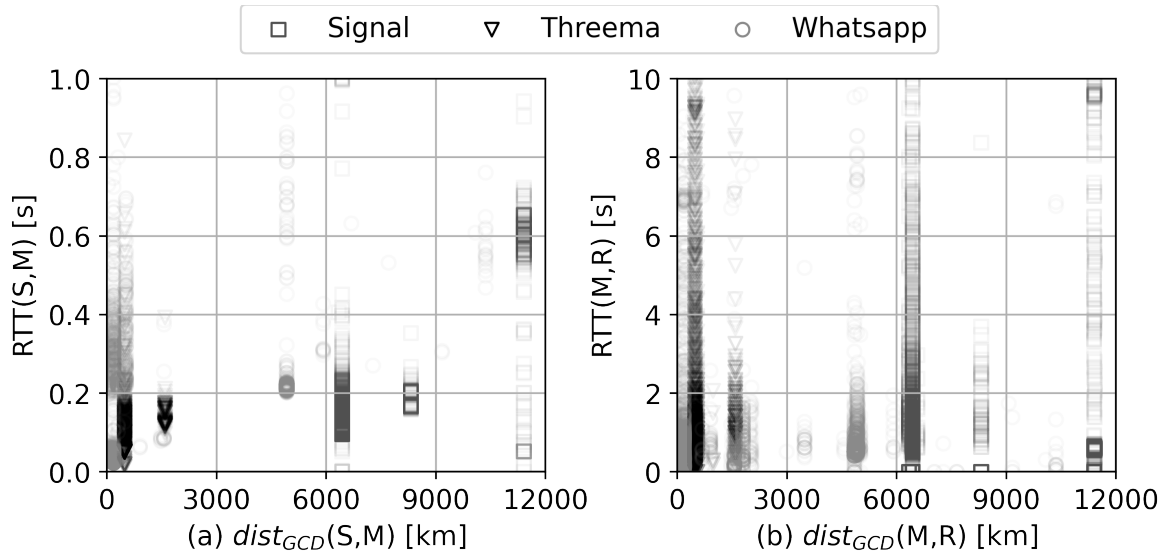 Signal Threema Whatsapp
1.0
0.8
0.6
0.4
0.2
0.0
RTT(S,M) [s]
0 3000 6000 9000 12000
(a) dist_GCD(S,M) [km]
10
8
6
4
2
0
RTT(M,R) [s]
0 3000 6000 9000 12000
(b) dist_GCD(M,R) [km]